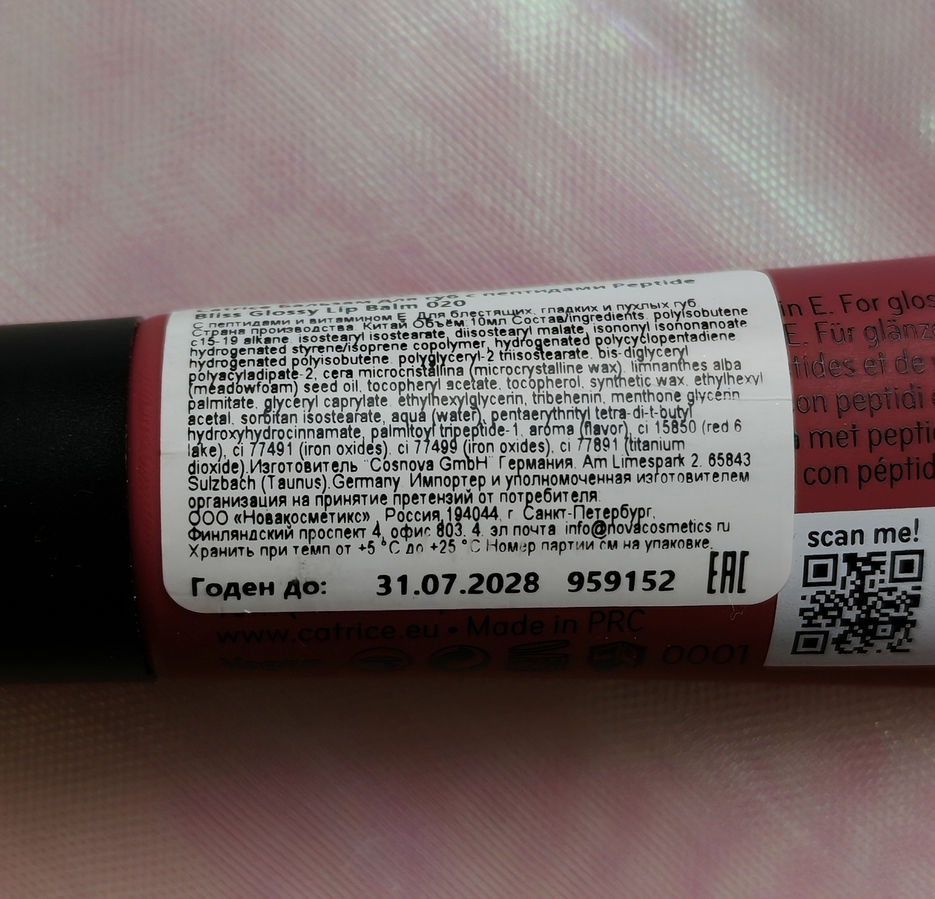 Бальзам для губ с пептидами Peptide
Bliss Glossy Lip Balm 020
С пептидами и витамином Е. Для блестящих, гладких и пухлых губ
Страна производства Китай Объём 10мл Состав/ingredients: polyisobutene
c15-19 alkane, isostearyl isostearate, diisostearyl malate, isononyl isononanoate
hydrogenated styrene/isoprene copolymer, hydrogenated polycyclopentadiene
hydrogenated polyisobutene, polyglyceryl-2 triisostearate, bis-diglyceryl
polyacyladipate-2, cera microcristallina (microcrystalline wax), limnanthes alba
(meadowfoam) seed oil, tocopheryl acetate, tocopherol, synthetic wax, ethylhexyl
palmitate, glyceryl caprylate, ethylhexylglycerin, tribehenin, menthone glycerin
acetal, sorbitan isostearate, aqua (water), pentaerythrityl tetra-di-t-butyl
hydroxyhydrocinnamate, palmitoyl tripeptide-1, aroma (flavor), ci 15850 (red 6
lake), ci 77491 (iron oxides), ci 77499 (iron oxides), ci 77891 (titanium
dioxide).Изготовитель "Cosnova GmbH" Германия. Am Limespark 2. 65843
Sulzbach (Taunus).Germany. Импортер и уполномоченная изготовителем
организация на принятие претензий от потребителя:
ООО «Новакосметикс», Россия,194044, г. Санкт-Петербург,
Финляндский проспект 4, офис 803. 4. эл почта info@novacosmetics ru
Хранить при темп от +5 °C до +25 °C Номер партии см на упаковке.
Годен до: 31.07.2028 959152 EAC
www.catrice.eu • Made in PRC
0001
in E. For glos
E. Für glänze
tides et de
on peptidi
met pepti
con péptid
scan me!